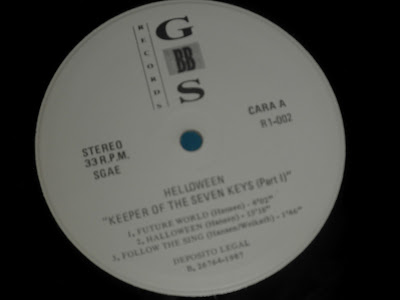 RECORDS
G
BB
S
CARA A
R1-002
STEREO
33 R.P.M.
SGAE
HELLOWEEN
"KEEPER OF THE SEVEN KEYS (Part I)"
1, FUTURE WORLD (Hansen) - 4'02"
2, HALLOWEEN (Hansen) - 13'18"
3, FOLLOW THE SING (Hansen/Weikath) - 1'46"
DEPOSITO LEGAL
B, 26764-1987